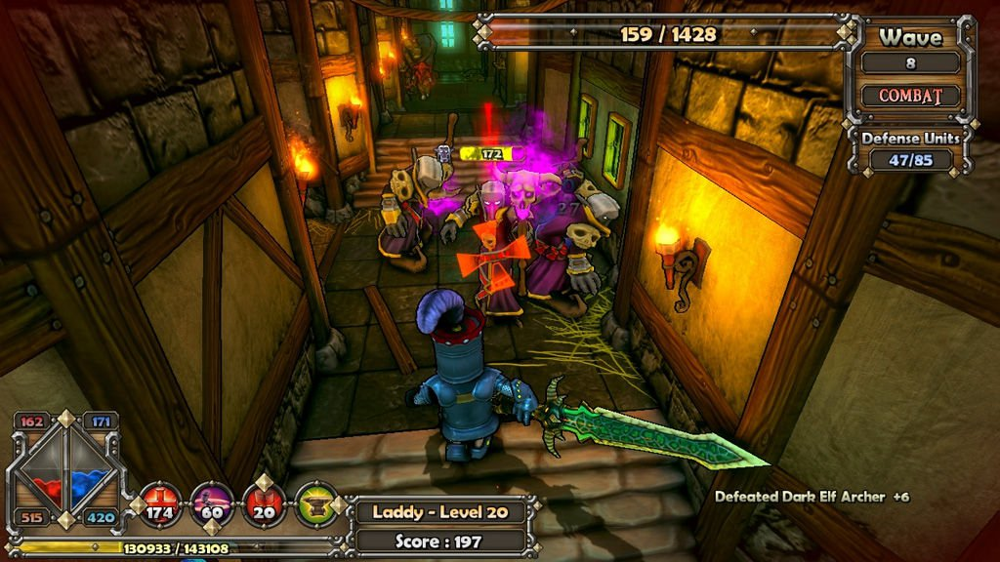 159 / 1428
Wave
8
COMBAT
Defense Units
47/85
172
27
Defeated Dark Elf Archer +6
162
171
515
420
174
60
20
Laddy - Level 20
Score : 197
130933 / 143108